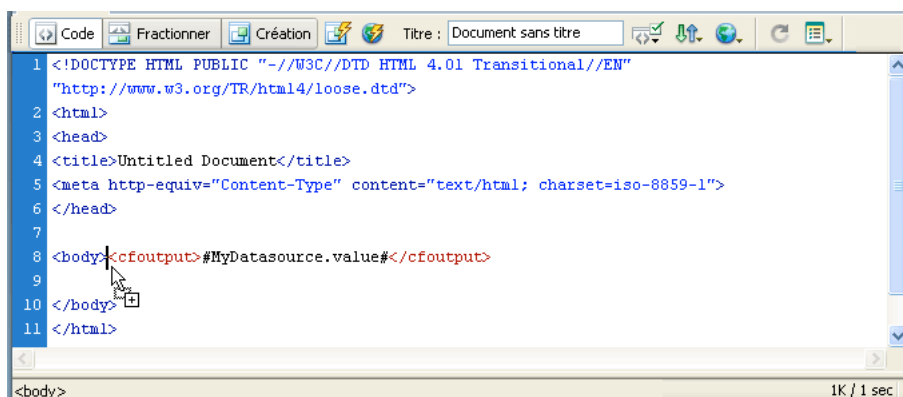 Code Fractionner Création Titre : Document sans titre
1 <!DOCTYPE HTML PUBLIC "-//W3C//DTD HTML 4.01 Transitional//EN"
"http://www.w3.org/TR/html4/loose.dtd">
2 <html>
3 <head>
4 <title>Untitled Document</title>
5 <meta http-equiv="Content-Type" content="text/html; charset=iso-8859-1">
6 </head>
7
8 <body><cfoutput>#MyDatasource.value#</cfoutput>
9
10 </body>
11 </html>
<body> 1K / 1 sec